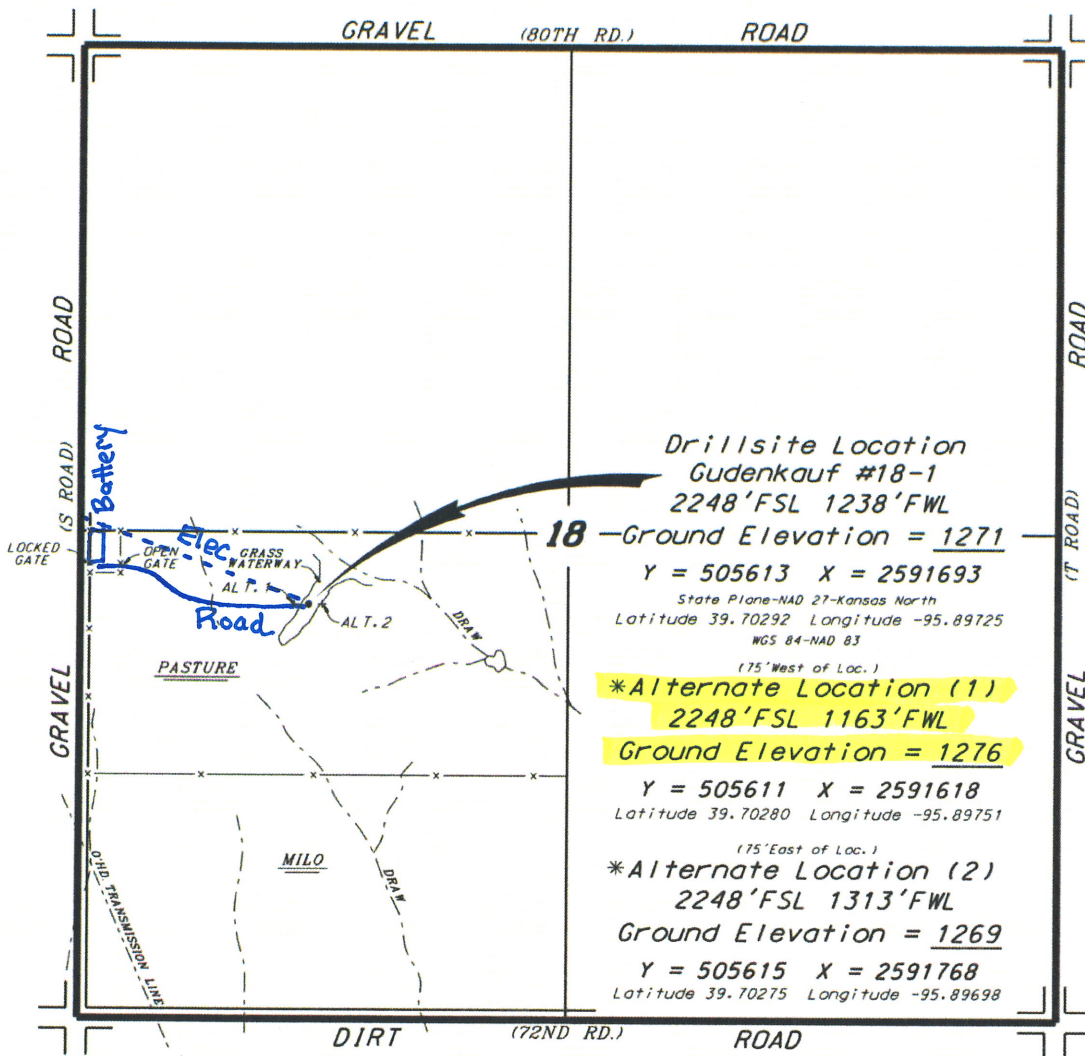 GRAVEL (80TH RD.) ROAD
ROAD
ROAD
(S ROAD)
Battery
Drillsite Location
Gudenkauf #18-1
2248'FSL 1238'FWL
18
Ground Elevation = 1271
Y = 505613 X = 2591693
State Plane-NAD 27-Kansas North
Latitude 39.70292 Longitude -95.89725
WGS 84-NAD 83
(T ROAD)
LOCKED
GATE
OPEN
GATE
Elec
GRASS
WATERWAY
ALT.1
ALT.2
Road
DRAW
PASTURE
(75'West of Loc.)
*Alternate Location (1)
2248'FSL 1163'FWL
Ground Elevation = 1276
Y = 505611 X = 2591618
Latitude 39.70280 Longitude -95.89751
GRAVEL
GRAVEL
(75'East of Loc.)
*Alternate Location (2)
2248'FSL 1313'FWL
Ground Elevation = 1269
Y = 505615 X = 2591768
Latitude 39.70275 Longitude -95.89698
MILO
DRAW
O'HD. TRANSMISSION LINE
DIRT (72ND RD.) ROAD